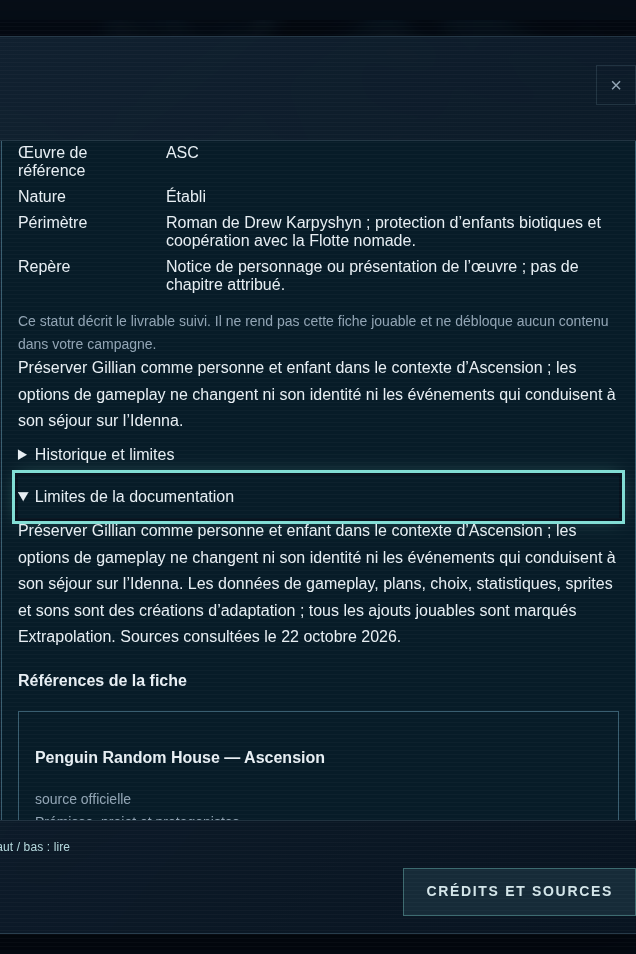 ×
Œuvre de référence
ASC
Nature
Établi
Périmètre
Roman de Drew Karpyshyn ; protection d’enfants biotiques et
coopération avec la Flotte nomade.
Repère
Notice de personnage ou présentation de l’œuvre ; pas de
chapitre attribué.
Ce statut décrit le livrable suivi. Il ne rend pas cette fiche jouable et ne débloque aucun contenu
dans votre campagne.
Préserver Gillian comme personne et enfant dans le contexte d’Ascension ; les
options de gameplay ne changent ni son identité ni les événements qui conduisent à
son séjour sur l’Idenna.
▶ Historique et limites
▼ Limites de la documentation
Préserver Gillian comme personne et enfant dans le contexte d’Ascension ; les
options de gameplay ne changent ni son identité ni les événements qui conduisent à
son séjour sur l’Idenna. Les données de gameplay, plans, choix, statistiques, sprites
et sons sont des créations d’adaptation ; tous les ajouts jouables sont marqués
Extrapolation. Sources consultées le 22 octobre 2026.
Références de la fiche
Penguin Random House — Ascension
source officielle
aut / bas : lire
CRÉDITS ET SOURCES